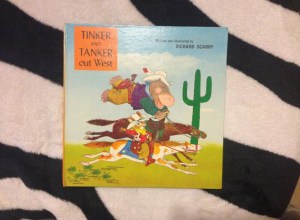 TINKER
AND
TANKER
out West
Written and Illustrated by
RICHARD SCARRY